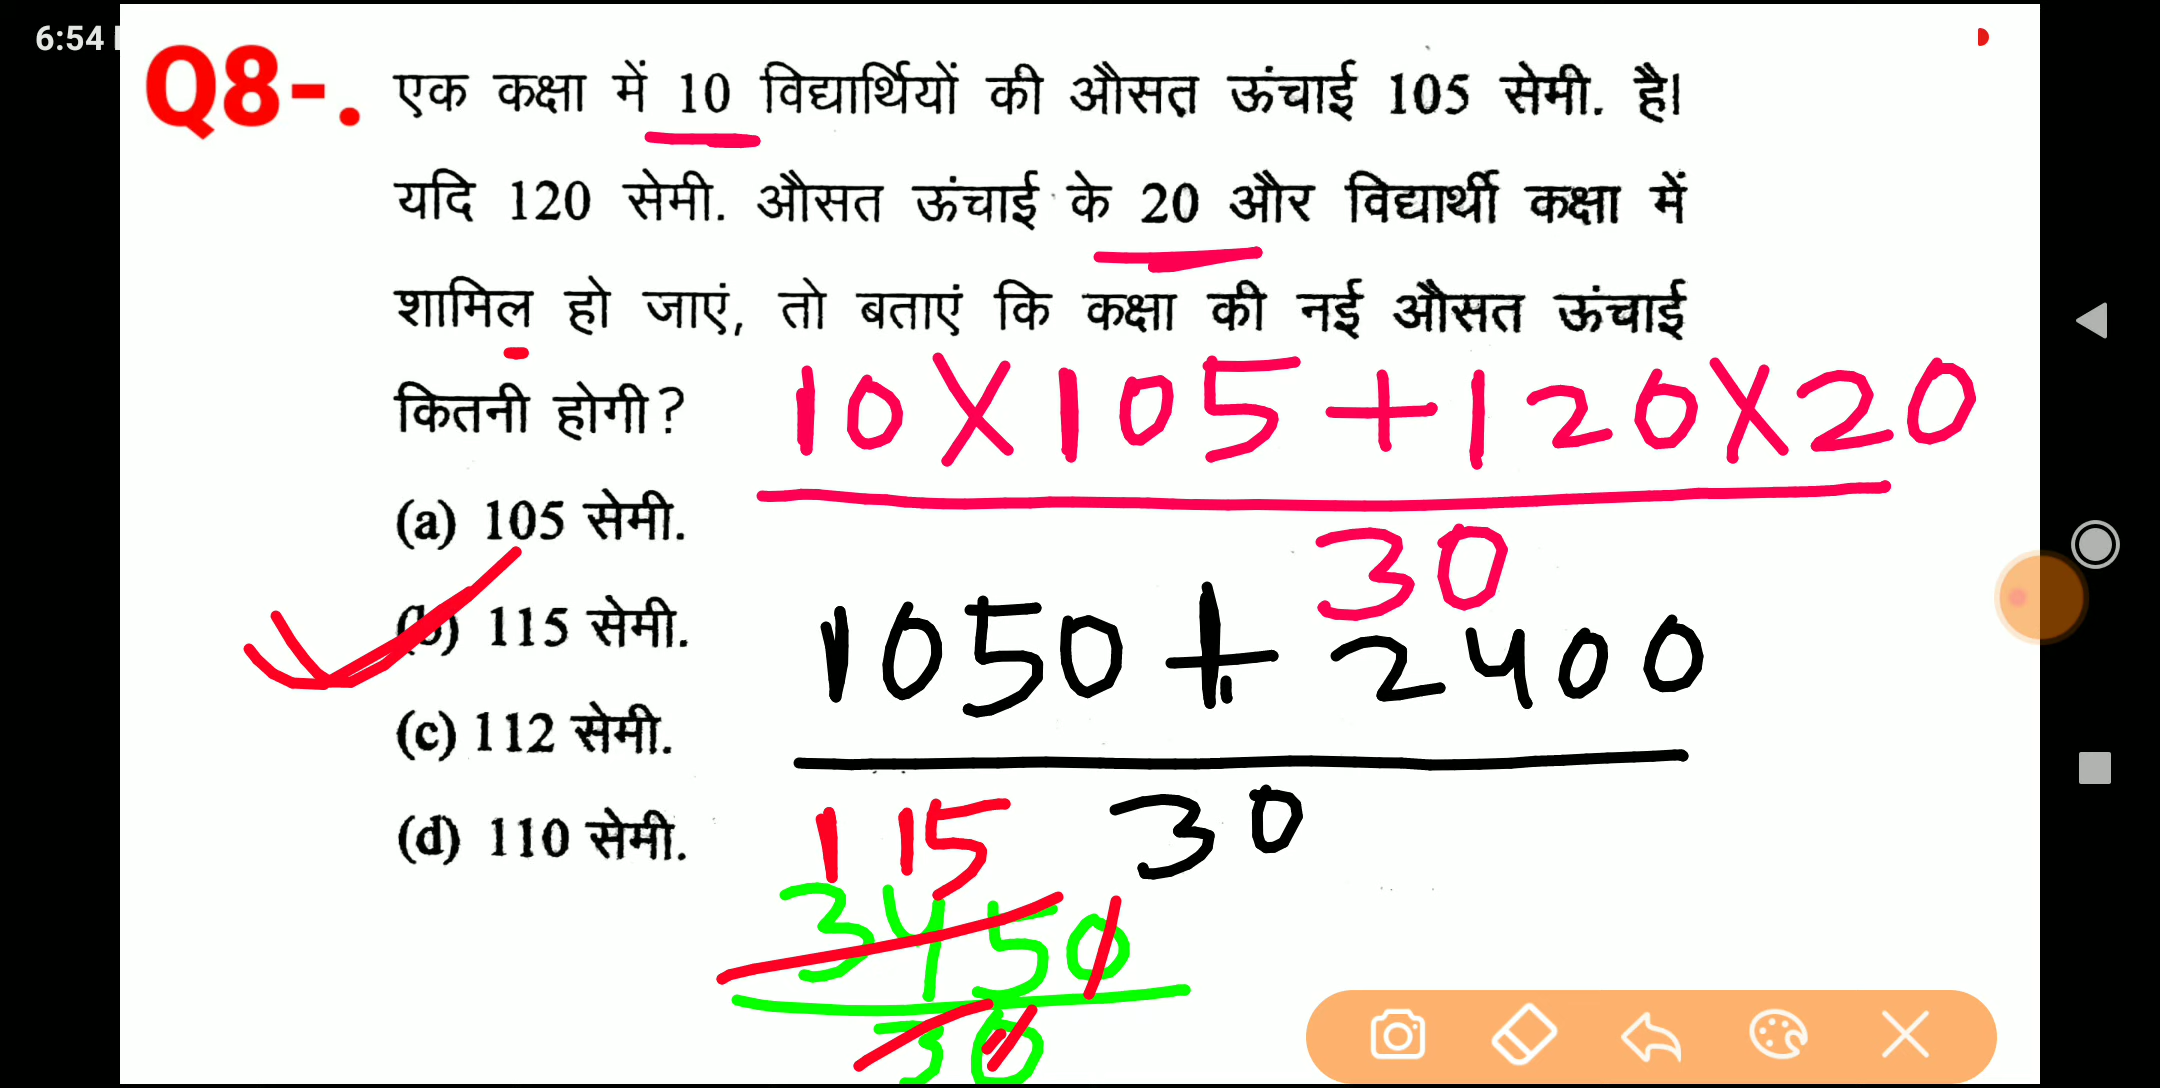 6:54
Q8-. एक कक्षा में 10 विद्यार्थियों की औसत ऊंचाई 105 सेमी. है।
यदि 120 सेमी. औसत ऊंचाई के 20 और विद्यार्थी कक्षा में
शामिल हो जाएं, तो बताएं कि कक्षा की नई औसत ऊंचाई
कितनी होगी?
10X105+120X20
30
(a) 105 सेमी.
(b) 115 सेमी.
1050+2400
30
(c) 112 सेमी.
(d) 110 सेमी.
115
3450
30